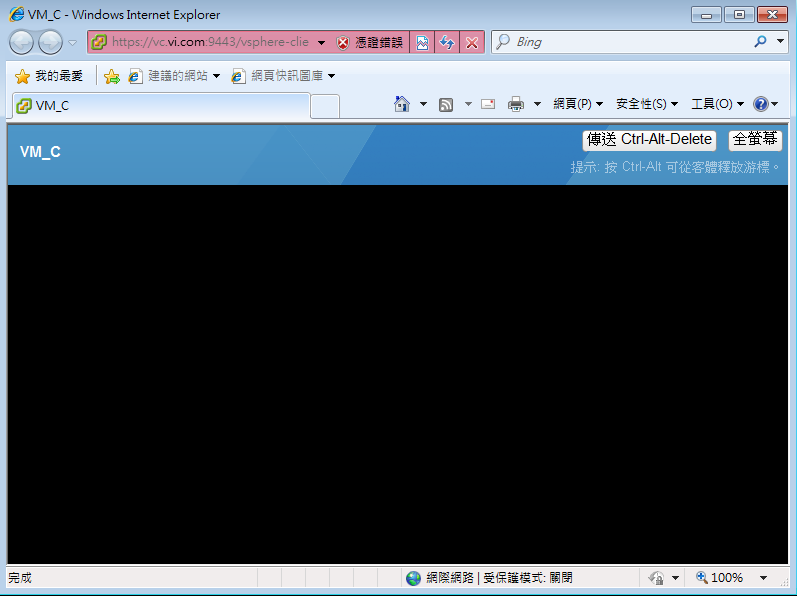 VM_C - Windows Internet Explorer
https://vc.vi.com:9443/vsphere-clie 憑證錯誤 Bing
我的最愛 建議的網站 網頁快訊圖庫
VM_C 網頁(P) 安全性(S) 工具(O)
VM_C
傳送 Ctrl-Alt-Delete 全螢幕
提示: 按 Ctrl-Alt 可從客體釋放游標。
完成 網際網路 | 受保護模式: 關閉 100%